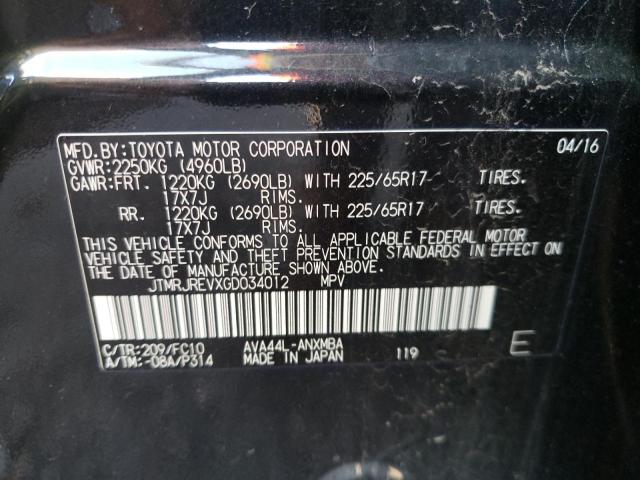 MFD.BY:TOYOTA MOTOR CORPORATION 04/16
GVWR:2250KG (4960LB)
GAWR:FRT. 1220KG (2690LB) WITH 225/65R17 TIRES.
17X7J RIMS.
RR. 1220KG (2690LB) WITH 225/65R17 TIRES.
17X7J RIMS.
THIS VEHICLE CONFORMS TO ALL APPLICABLE FEDERAL MOTOR
VEHICLE SAFETY AND THEFT PREVENTION STANDARDS IN EFFECT ON
THE DATE OF MANUFACTURE SHOWN ABOVE.
JTMRJREVXGD034012 MPV
C/TR:209/FC10 AVA44L-ANXMBA
A/TM:-08A/P314 MADE IN JAPAN 119 E